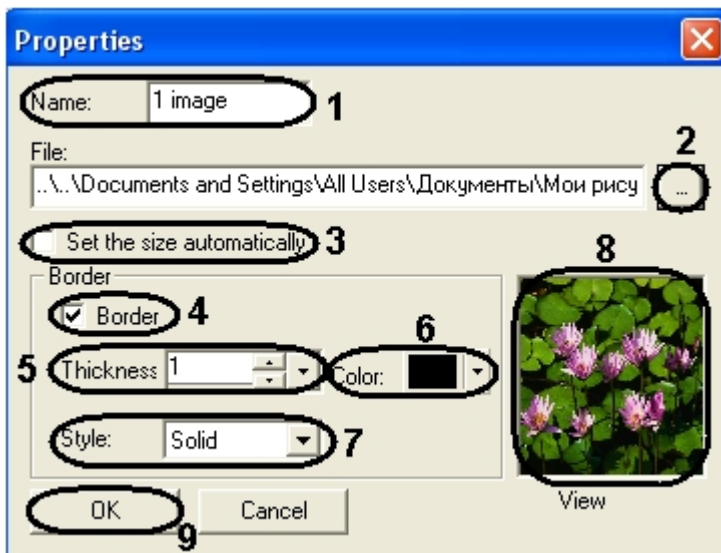 Properties
Name: 1 image 1
File: 2
..\..\Documents and Settings\All Users\Документы\Мои рису ...
Set the size automatically 3 8
Border
Border 4 6
5 Thickness 1 Color:
Style: Solid 7
View
OK Cancel
9